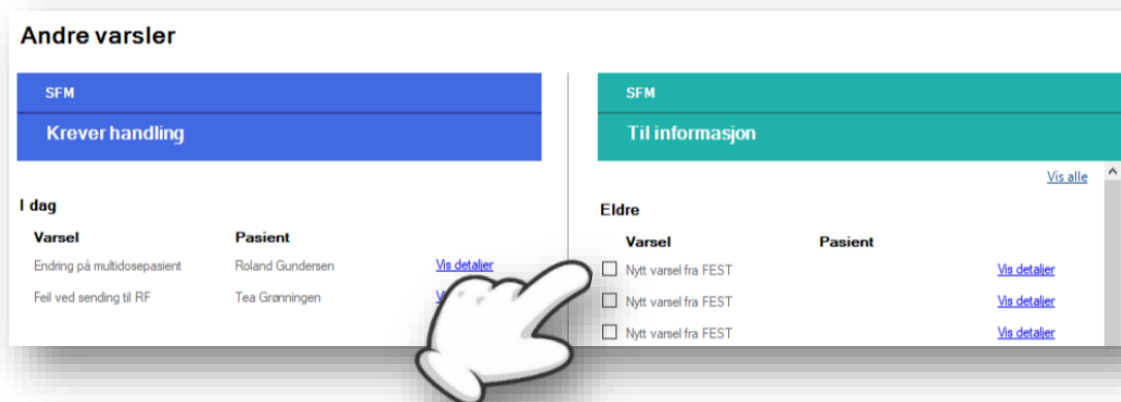 Andre varsler
SFM
Krever handling
I dag
Varsel Pasient
Endring på multidosepasient Roland Gundersen Vis detaljer
Feil ved sending til RF Tea Grønningen
SFM
Til informasjon
Vis alle
Eldre
Varsel Pasient
Nytt varsel fra FEST Vis detaljer
Nytt varsel fra FEST Vis detaljer
Nytt varsel fra FEST Vis detaljer